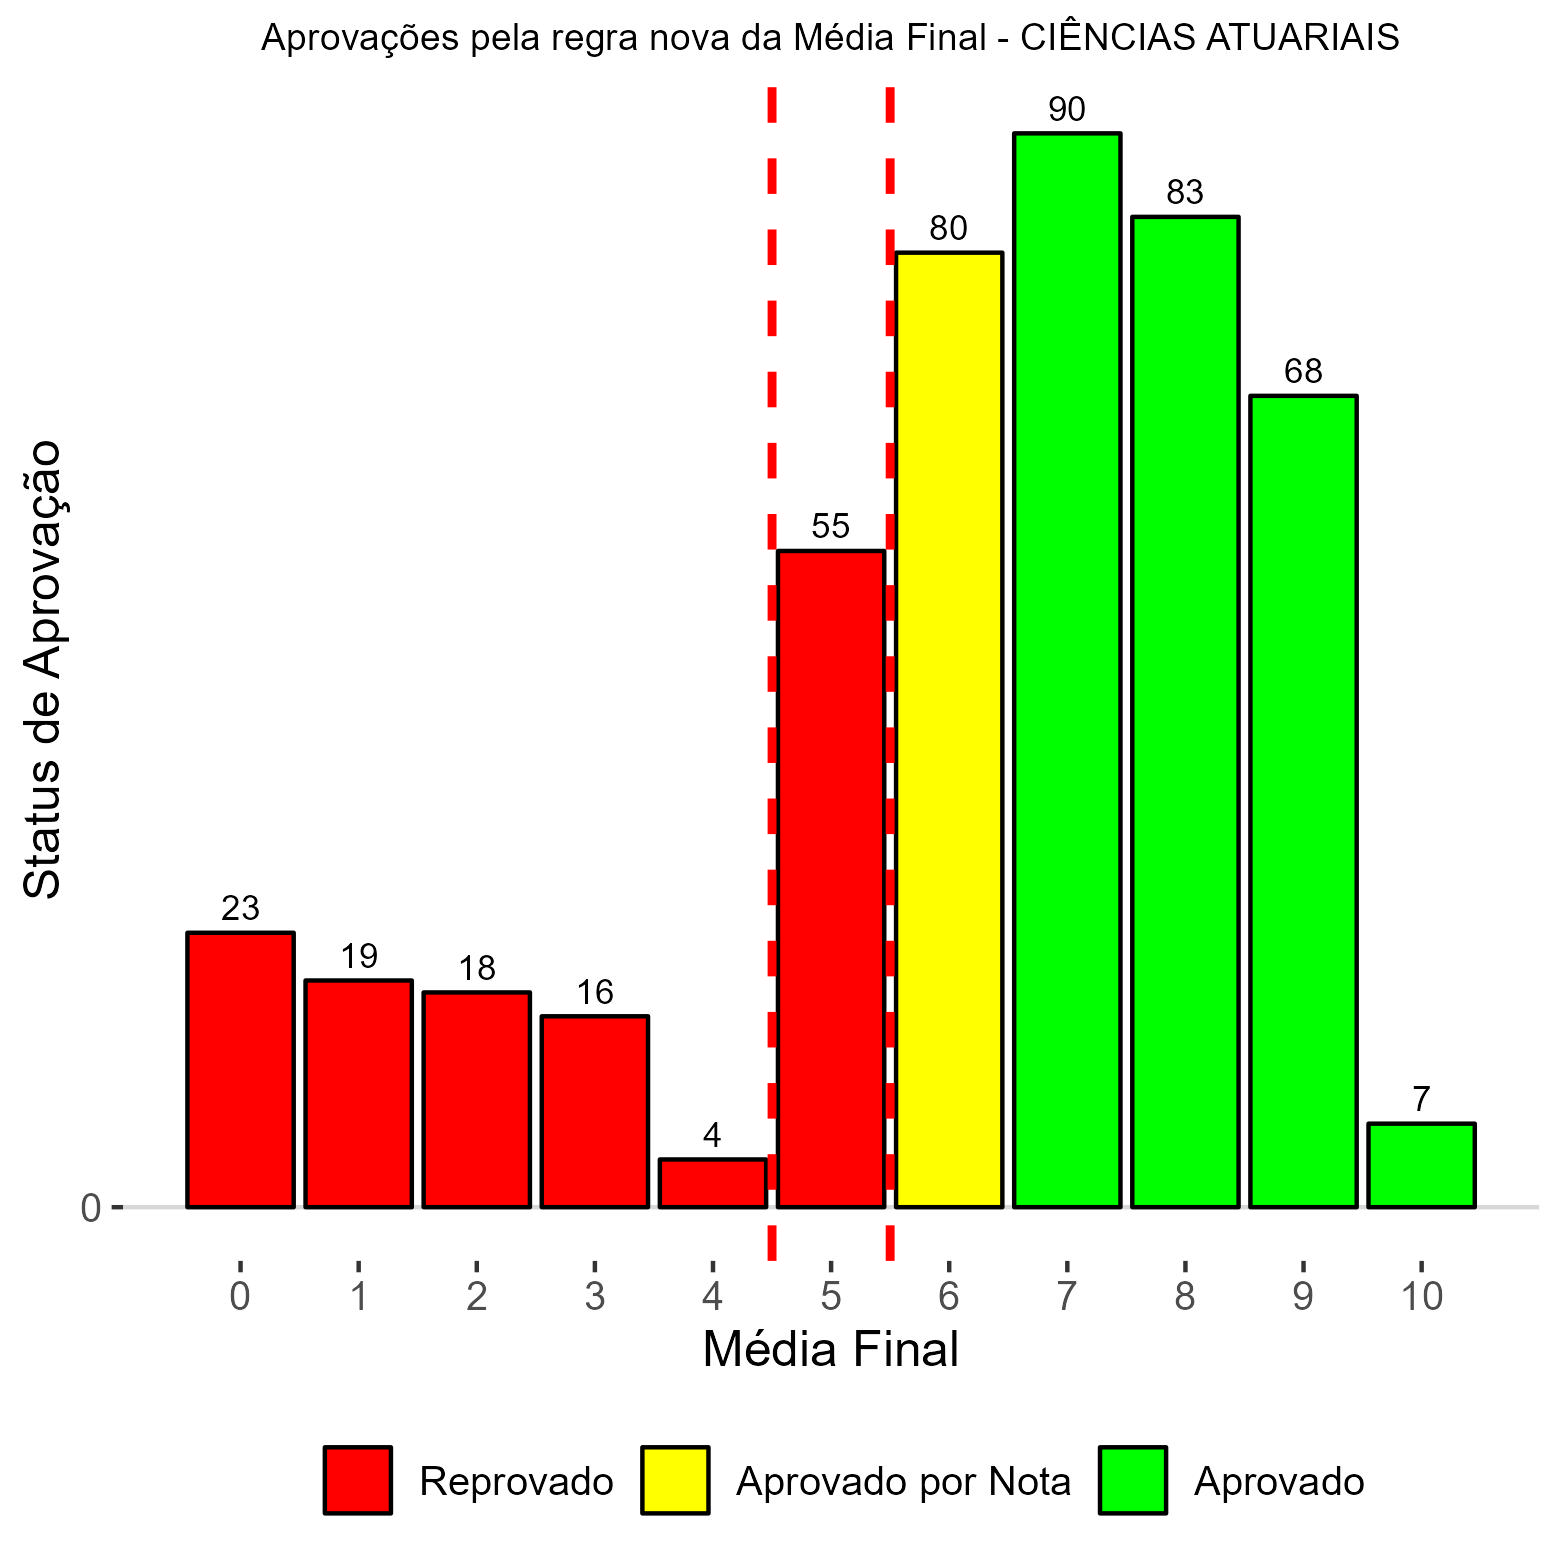 Aprovações pela regra nova da Média Final - CIÊNCIAS ATUARIAIS
90
83
80
68
55
23
19
18
16
4
7
Status de Aprovação
0
0 1 2 3 4 5 6 7 8 9 10
Média Final
Reprovado Aprovado por Nota Aprovado